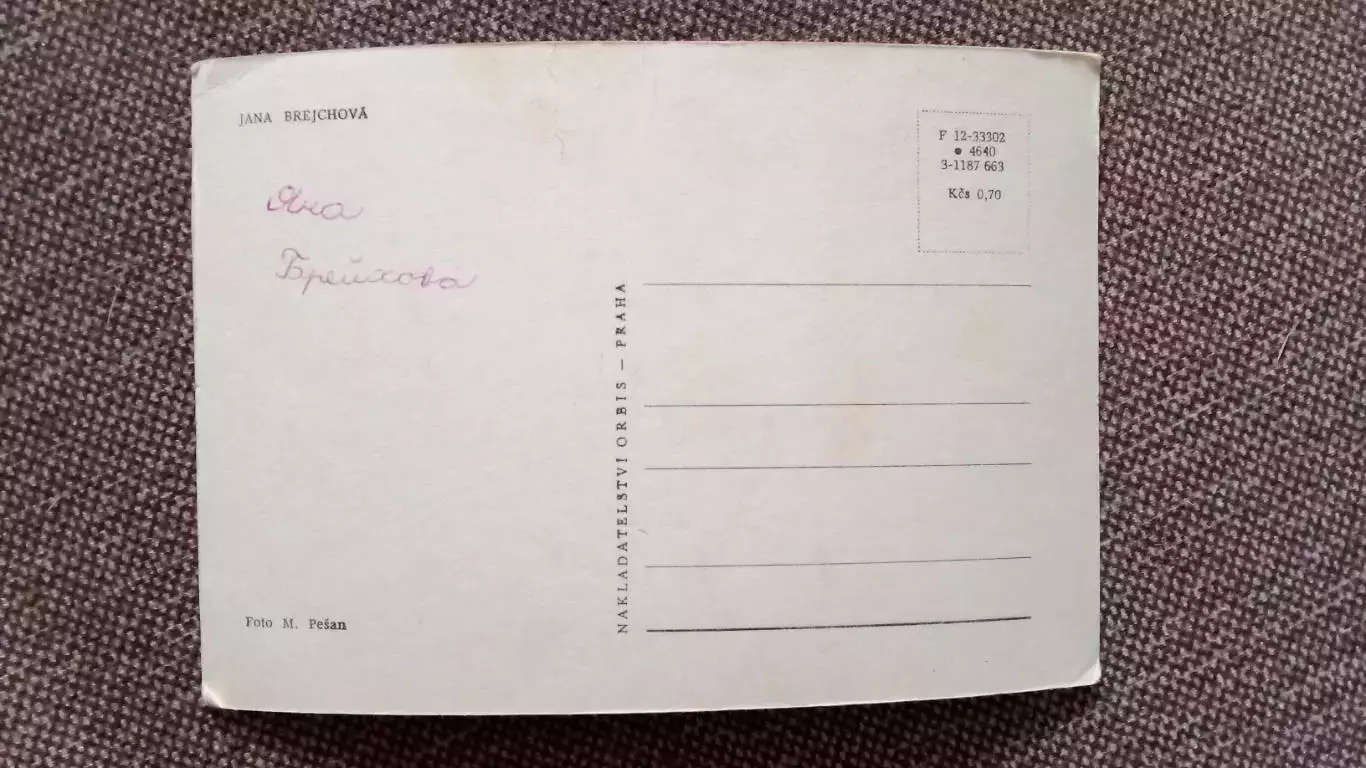 JANA BREJCHOVÁ
Яна
Брейхова
Foto M. Pešan
NAKLADATELSTVÍ ORBIS — PRAHA
F 12-33302
• 4640
3-1187 663
Kčs 0,70